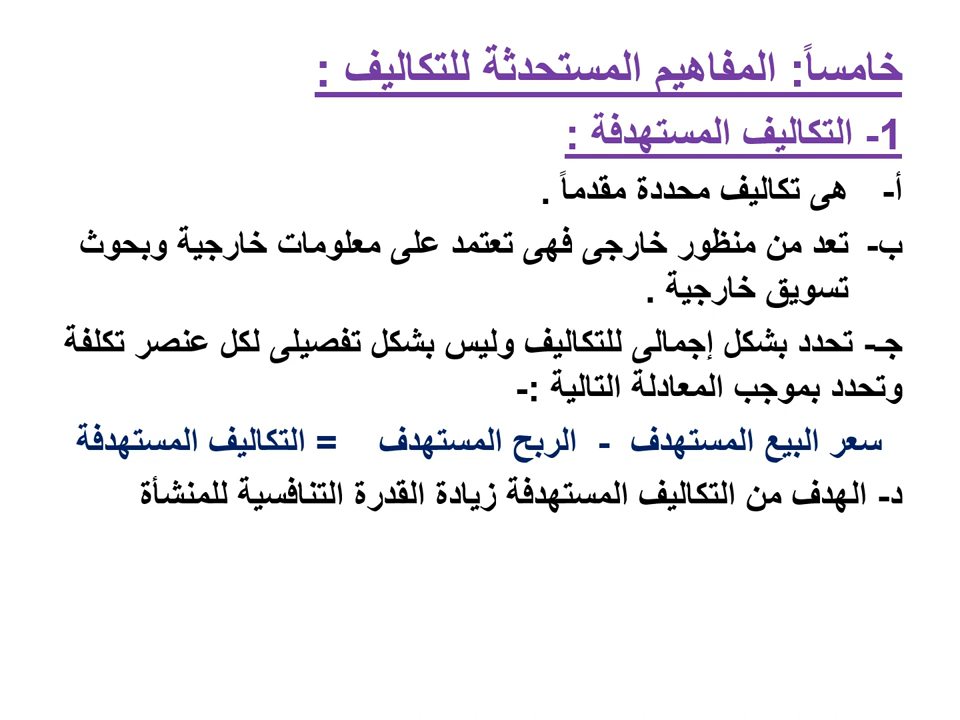 خامساً: المفاهيم المستحدثة للتكاليف :
1- التكاليف المستهدفة :
أ- هى تكاليف محددة مقدماً .
ب- تعد من منظور خارجى فهى تعتمد على معلومات خارجية وبحوث
تسويق خارجية .
جـ- تحدد بشكل إجمالى للتكاليف وليس بشكل تفصيلى لكل عنصر تكلفة
وتحدد بموجب المعادلة التالية :-
سعر البيع المستهدف - الربح المستهدف = التكاليف المستهدفة
د- الهدف من التكاليف المستهدفة زيادة القدرة التنافسية للمنشأة